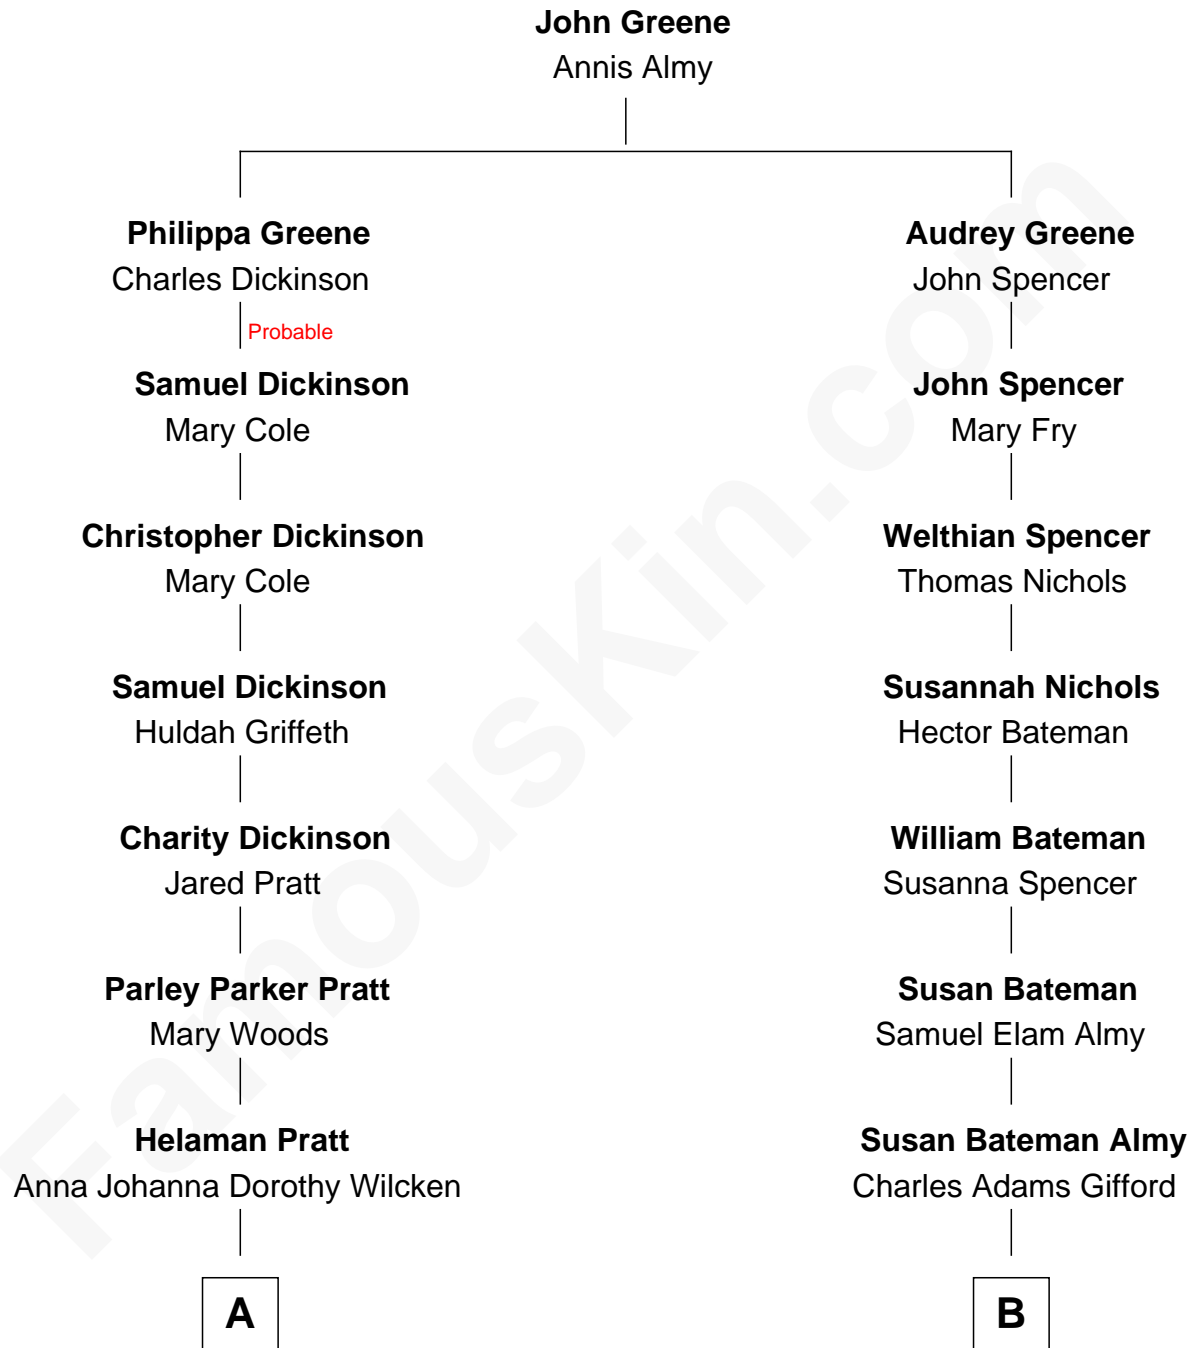 John Greene
Annis Almy
Philippa Greene
Charles Dickinson
Probable
Samuel Dickinson
Mary Cole
Christopher Dickinson
Mary Cole
Samuel Dickinson
Huldah Griffeth
Charity Dickinson
Jared Pratt
Parley Parker Pratt
Mary Woods
Helaman Pratt
Anna Johanna Dorothy Wilcken
A
Audrey Greene
John Spencer
John Spencer
Mary Fry
Welthian Spencer
Thomas Nichols
Susannah Nichols
Hector Bateman
William Bateman
Susanna Spencer
Susan Bateman
Samuel Elam Almy
Susan Bateman Almy
Charles Adams Gifford
B
FamousKin.com